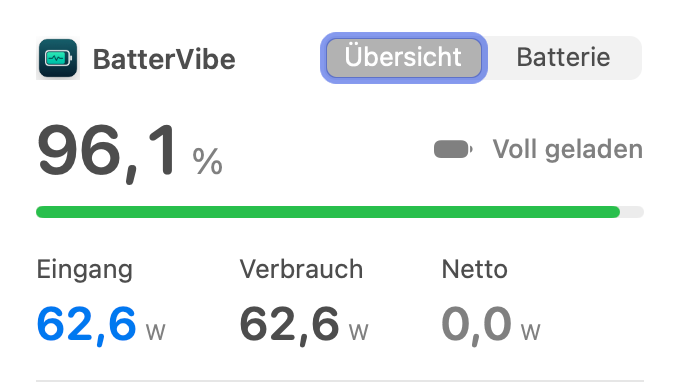 BatterVibe Übersicht Batterie
96,1 % Voll geladen
Eingang Verbrauch Netto
62,6 W 62,6 W 0,0 W